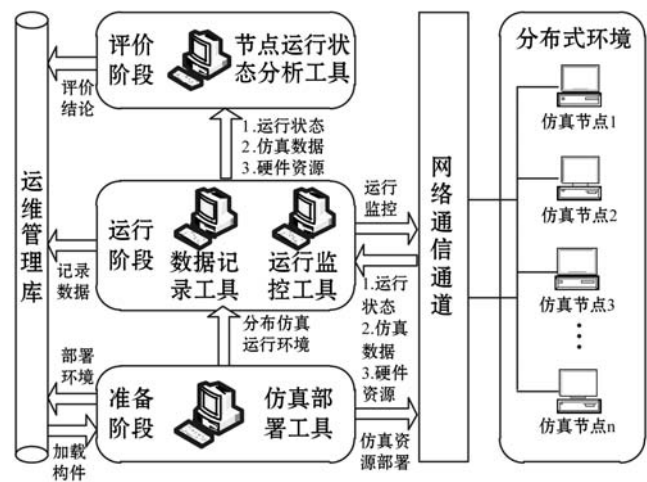 评价
阶段
节点运行状
态分析工具
评价
结论
1.运行状态
2.仿真数据
3.硬件资源
运维管理库
运行
阶段
数据记
录工具
运行监
控工具
记录
数据
运行
监控
1.运行
状态
2.仿真
数据
3.硬件
资源
分布仿真
运行环境
部署
环境
准备
阶段
仿真部
署工具
加载
构件
仿真资
源部署
网络通信通道
分布式环境
仿真节点1
仿真节点2
仿真节点3
仿真节点n